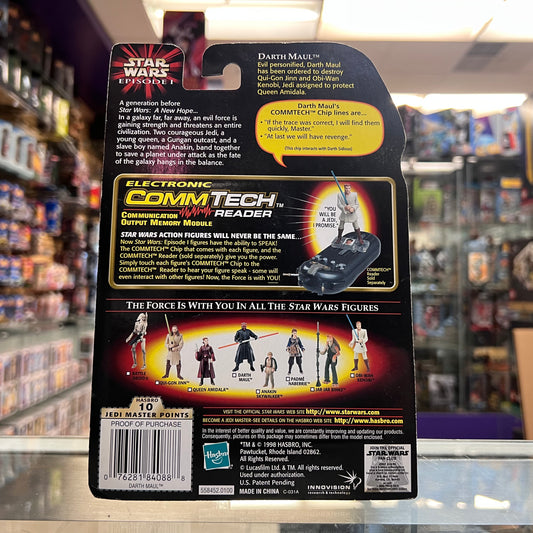 STAR WARS
EPISODE I
A generation before
Star Wars: A New Hope...
In a galaxy far, far away, an evil force is
gaining strength and threatens an entire
civilization. Two courageous Jedi, a
young queen, a Gungan outcast, and a
slave boy named Anakin, band together
to save a planet under attack as the fate
of the galaxy hangs in the balance.
DARTH MAUL™
Evil personified, Darth Maul
has been ordered to destroy
Qui-Gon Jinn and Obi-Wan
Kenobi, Jedi assigned to protect
Queen Amidala.
Darth Maul's
COMMTECH™ Chip lines are...
• "If the trace was correct, I will find them
quickly, Master."
• "At last we will have revenge."
(This chip interacts with Darth Sidious)
ELECTRONIC
COMMTECH™
COMMUNICATION READER
OUTPUT MEMORY MODULE
STAR WARS ACTION FIGURES WILL NEVER BE THE SAME...
Now Star Wars: Episode I figures have the ability to SPEAK!
The COMMTECH™ Chip that comes with each figure, and the
COMMTECH™ Reader (sold separately) give you the power.
Simply touch each figure's COMMTECH™ Chip to the
COMMTECH™ Reader to hear your figure speak - some will
even interact with other figures! Now, the Force is with YOU!
"YOU WILL
BE A
JEDI, I
PROMISE."
COMMTECH™
Reader
Sold
Separately
THE FORCE IS WITH YOU IN ALL THE STAR WARS FIGURES
BATTLE
DROID
QUI-GON JINN™
QUEEN AMIDALA™
DARTH
MAUL™
ANAKIN
SKYWALKER™
PADMÉ
NABERRIE™
JAR JAR BINKS™
OBI-WAN
KENOBI™
HASBRO
10
JEDI MASTER POINTS
PROOF OF PURCHASE
0 76281 84088 8
DARTH MAUL™
VISIT THE OFFICIAL STAR WARS WEB SITE http://www.starwars.com
BECOME A JEDI MASTER-SEE DETAILS ON THE HASBRO WEB SITE http://www.hasbro.com
In the interest of better quality and value, we are constantly improving and updating our products.
Consequently, pictures on this package may sometimes differ from the model enclosed.
Hasbro
558452.0100
*TM & © 1998 HASBRO, INC.
Pawtucket, Rhode Island 02862.
All Rights Reserved.
© Lucasfilm Ltd. & TM. All rights reserved.
Used under authorization.
U.S. Patent Pending
MADE IN CHINA C-031A
INNOVISION
research & technology
JOIN THE OFFICIAL
STAR WARS
FAN CLUB